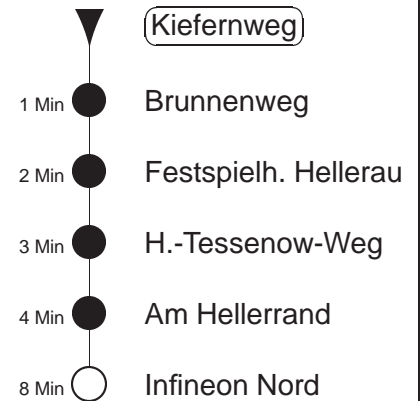 Kiefernweg
1 Min Brunnenweg
2 Min Festspielh. Hellerau
3 Min H.-Tessenow-Weg
4 Min Am Hellerrand
8 Min Infineon Nord